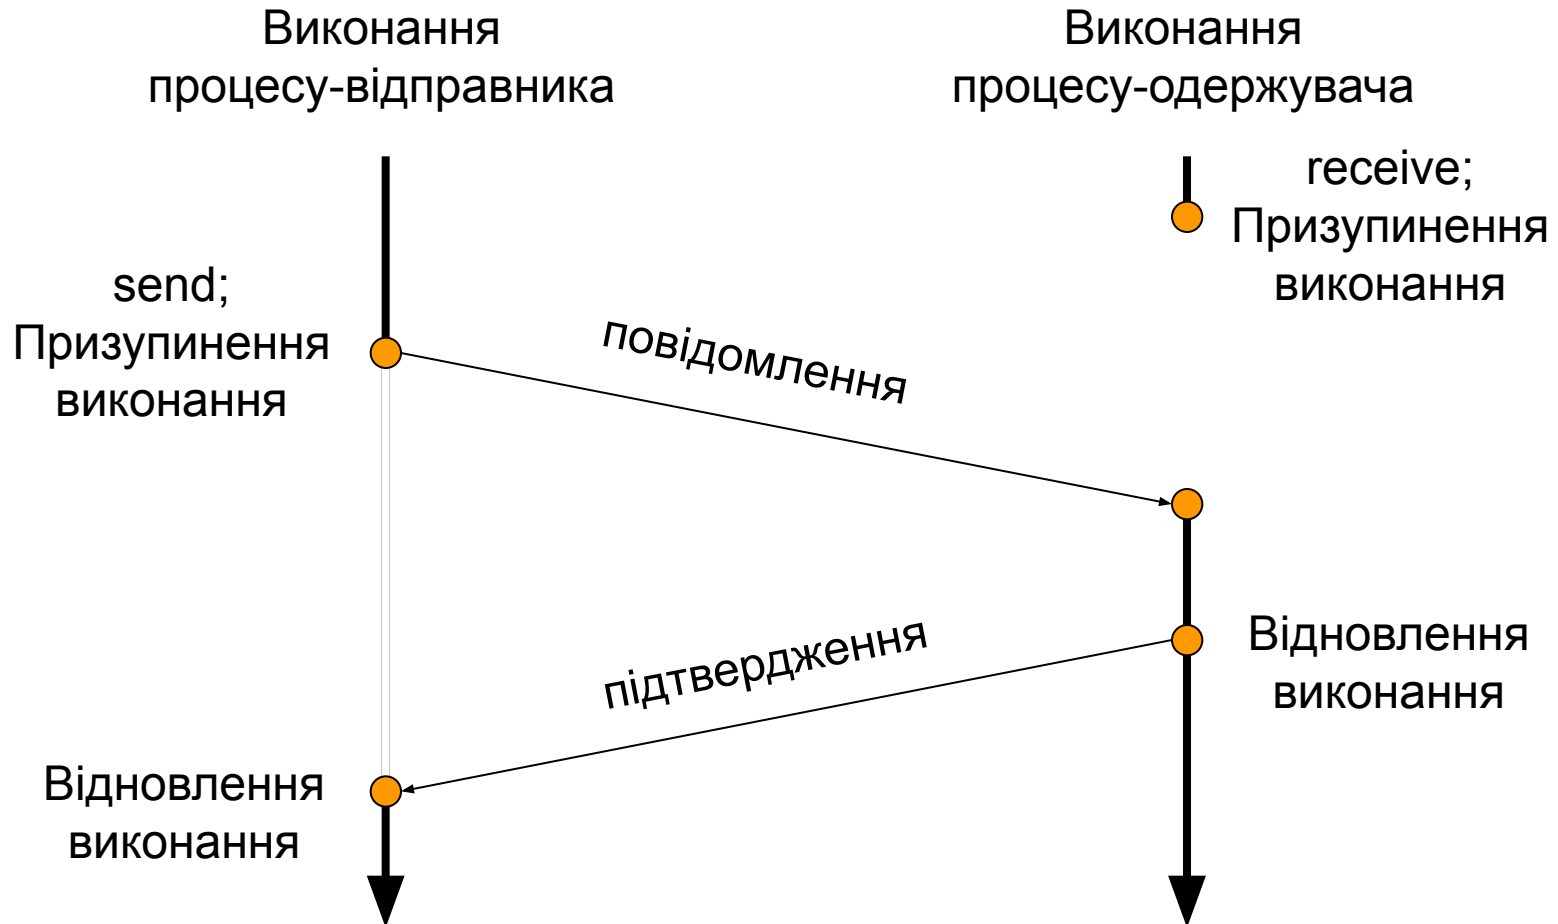 Виконання
процесу-відправника
Виконання
процесу-одержувача
receive;
Призупинення
виконання
send;
Призупинення
виконання
повідомлення
підтвердження
Відновлення
виконання
Відновлення
виконання